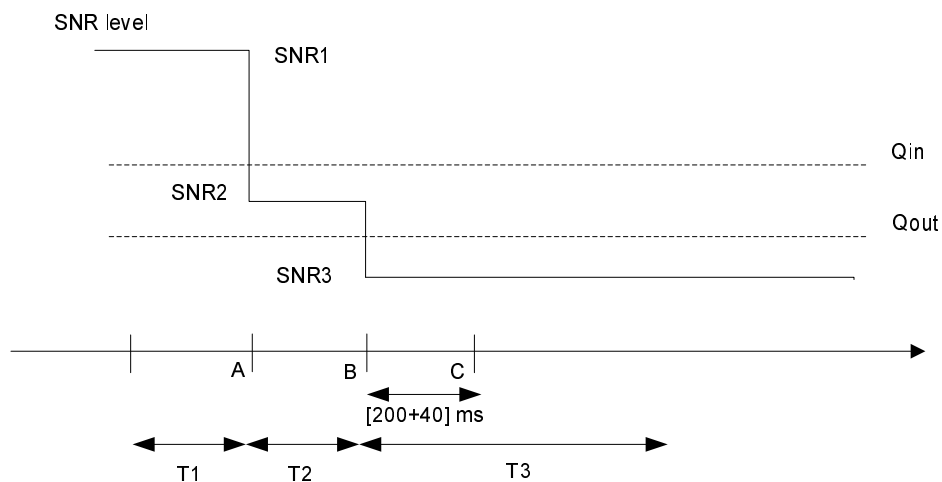 SNR level
SNR1
Qin
SNR2
Qout
SNR3
A
B
C
[200+40] ms
T1
T2
T3